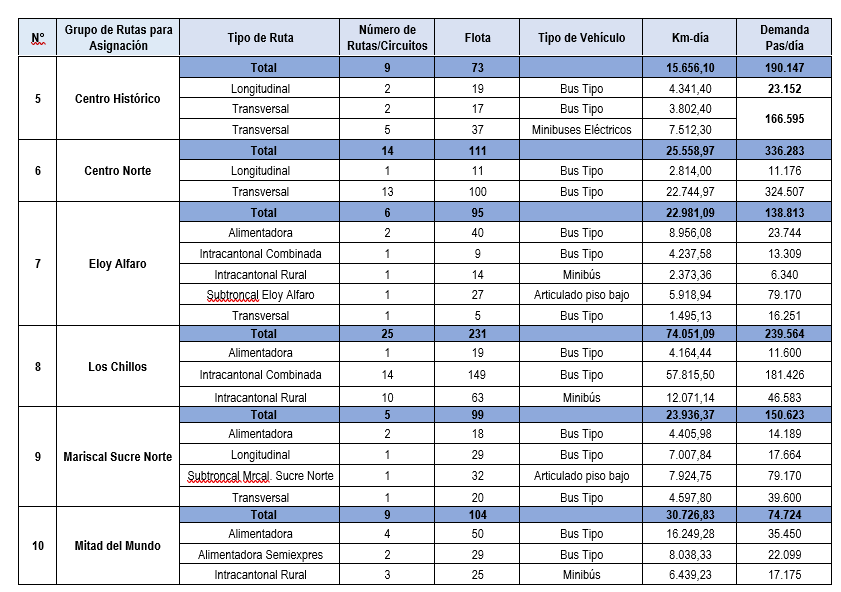 N° Grupo de Rutas para Asignación Tipo de Ruta Número de Rutas/Circuitos Flota Tipo de Vehículo Km-día Demanda Pas/día
5 Centro Histórico Total 9 73 15.656,10 190.147
Longitudinal 2 19 Bus Tipo 4.341,40 23.152
Transversal 2 17 Bus Tipo 3.802,40 166.595
Transversal 5 37 Minibuses Eléctricos 7.512,30
6 Centro Norte Total 14 111 25.558,97 336.283
Longitudinal 1 11 Bus Tipo 2.814,00 11.176
Transversal 13 100 Bus Tipo 22.744,97 324.507
7 Eloy Alfaro Total 6 95 22.981,09 138.813
Alimentadora 2 40 Bus Tipo 8.956,08 23.744
Intracantonal Combinada 1 9 Bus Tipo 4.237,58 13.309
Intracantonal Rural 1 14 Minibús 2.373,36 6.340
Subtroncal Eloy Alfaro 1 27 Articulado piso bajo 5.918,94 79.170
Transversal 1 5 Bus Tipo 1.495,13 16.251
8 Los Chillos Total 25 231 74.051,09 239.564
Alimentadora 1 19 Bus Tipo 4.164,44 11.600
Intracantonal Combinada 14 149 Bus Tipo 57.815,50 181.426
Intracantonal Rural 10 63 Minibús 12.071,14 46.583
9 Mariscal Sucre Norte Total 5 99 23.936,37 150.623
Alimentadora 2 18 Bus Tipo 4.405,98 14.189
Longitudinal 1 29 Bus Tipo 7.007,84 17.664
Subtroncal Mrcal. Sucre Norte 1 32 Articulado piso bajo 7.924,75 79.170
Transversal 1 20 Bus Tipo 4.597,80 39.600
10 Mitad del Mundo Total 9 104 30.726,83 74.724
Alimentadora 4 50 Bus Tipo 16.249,28 35.450
Alimentadora Semiexpres 2 29 Bus Tipo 8.038,33 22.099
Intracantonal Rural 3 25 Minibús 6.439,23 17.175